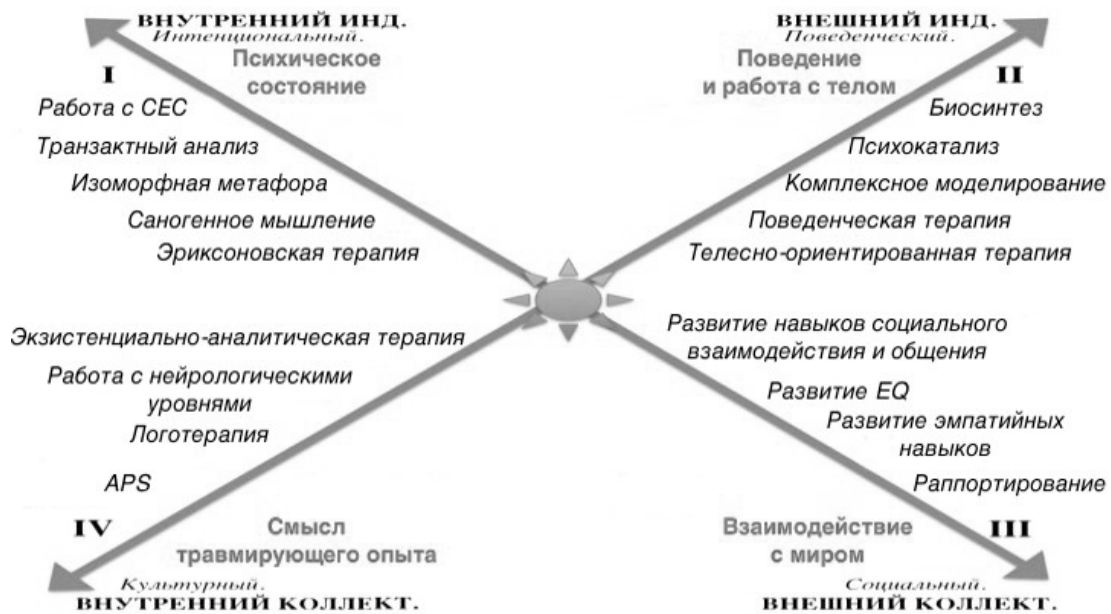 ВНУТРЕННИЙ ИНД.
Интенциональный.
Психическое
состояние
I
Работа с СЕС
Транзактный анализ
Изоморфная метафора
Саногенное мышление
Эриксоновская терапия
ВНЕШНИЙ ИНД.
Поведенческий.
Поведение
и работа с телом
II
Биосинтез
Психокатализ
Комплексное моделирование
Поведенческая терапия
Телесно-ориентированная терапия
Экзистенциально-аналитическая терапия
Работа с нейрологическими
уровнями
Логотерапия
APS
IV
Смысл
травмирующего опыта
Культурный.
ВНУТРЕННИЙ КОЛЛЕКТ.
Развитие навыков социального
взаимодействия и общения
Развитие EQ
Развитие эмпатийных
навыков
Раппортирование
III
Взаимодействие
с миром
Социальный.
ВНЕШНИЙ КОЛЛЕКТ.